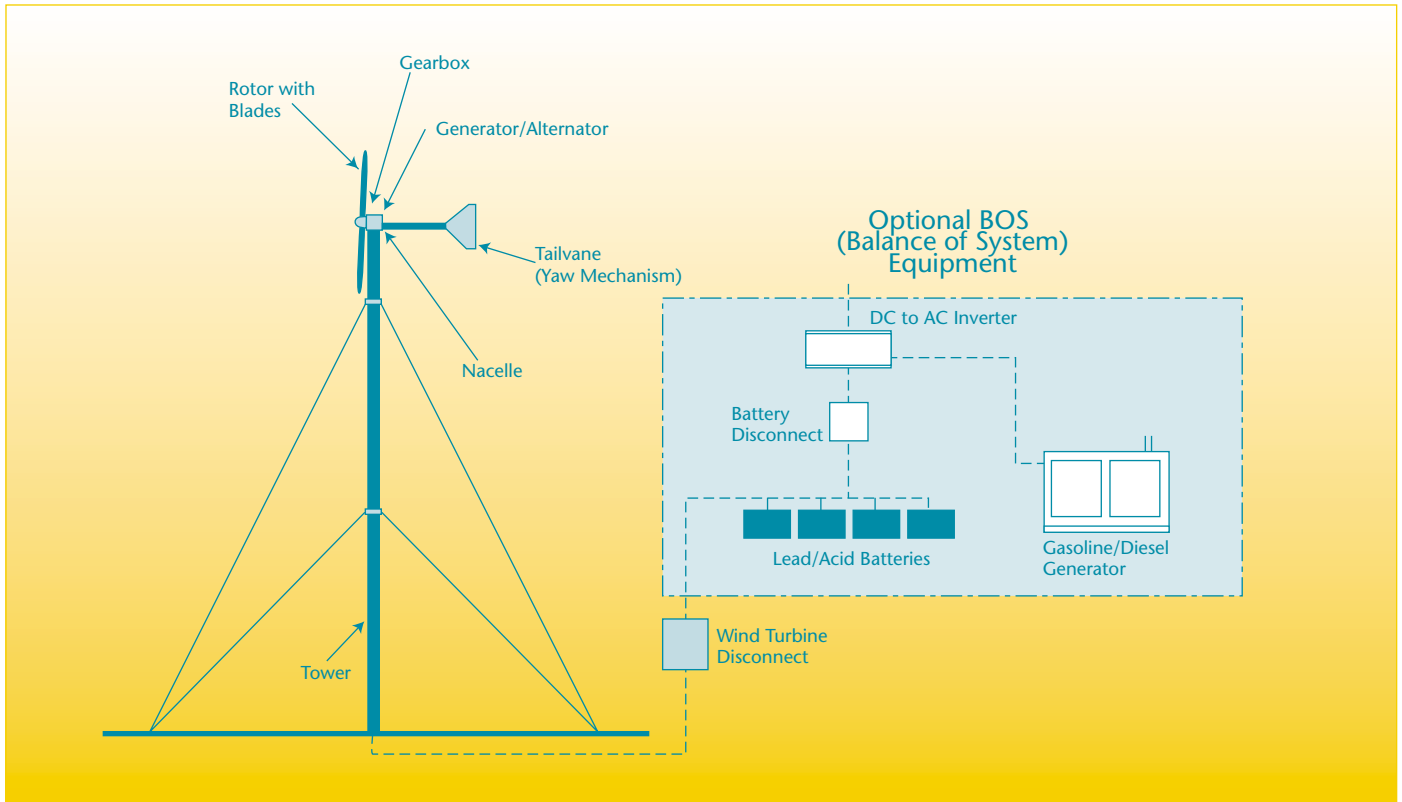 Gearbox
Rotor with
Blades
Generator/Alternator
Tailvane
(Yaw Mechanism)
Nacelle
Tower
Optional BOS
(Balance of System)
Equipment
DC to AC Inverter
Battery
Disconnect
Lead/Acid Batteries
Gasoline/Diesel
Generator
Wind Turbine
Disconnect